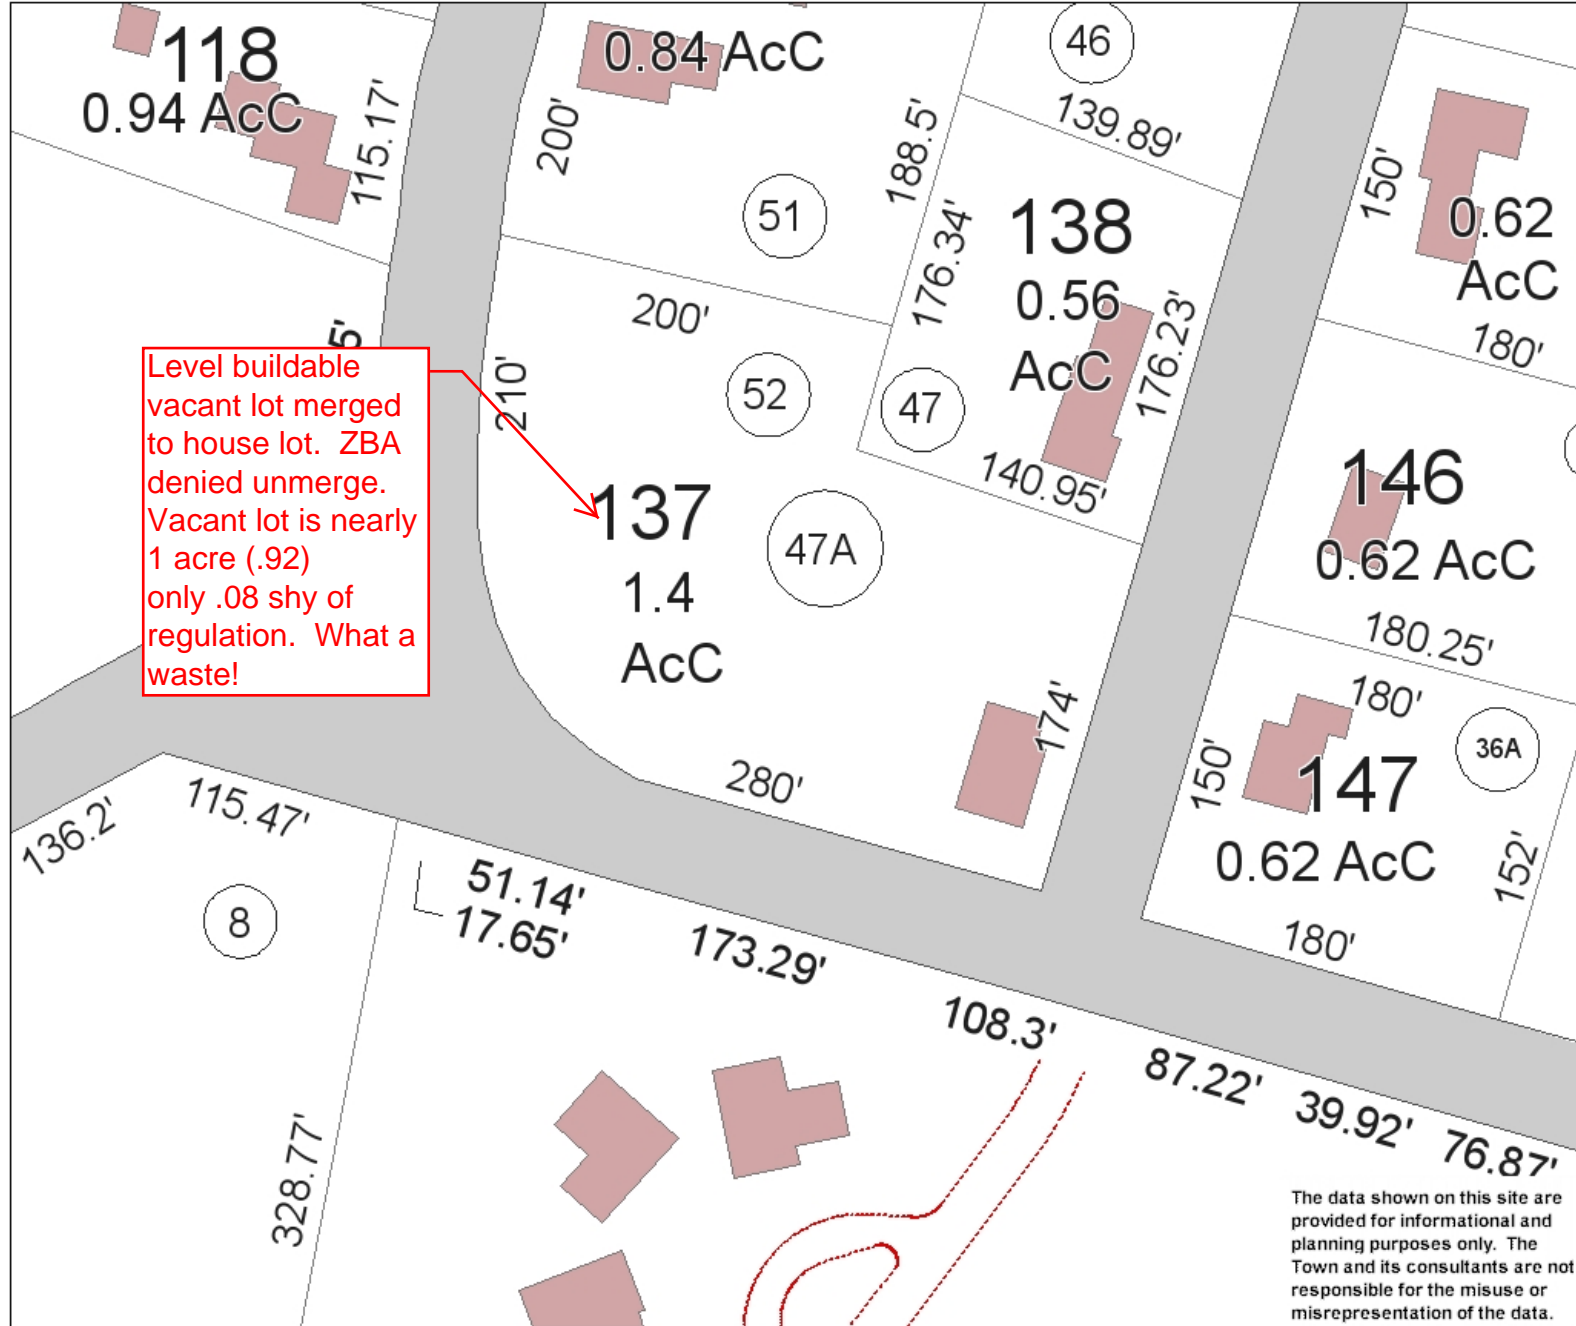 118
0.94 AcC
115.17'
0.84 AcC
200'
51
188.5'
46
139.89'
138
0.56
AcC
176.34'
176.23'
47
140.95'
150'
0.62
AcC
180'
200'
52
210'
5'
Level buildable
vacant lot merged
to house lot.  ZBA
denied unmerge.
Vacant lot is nearly
1 acre (.92)
only .08 shy of
regulation.  What a
waste!
137
1.4
AcC
47A
174'
280'
146
0.62 AcC
180.25'
180'
36A
150'
147
0.62 AcC
152'
180'
136.2'
115.47'
8
51.14'
17.65'
173.29'
108.3'
87.22'
39.92'
76.87'
328.77'
The data shown on this site are
provided for informational and
planning purposes only.  The
Town and its consultants are not
responsible for the misuse or
misrepresentation of the data.